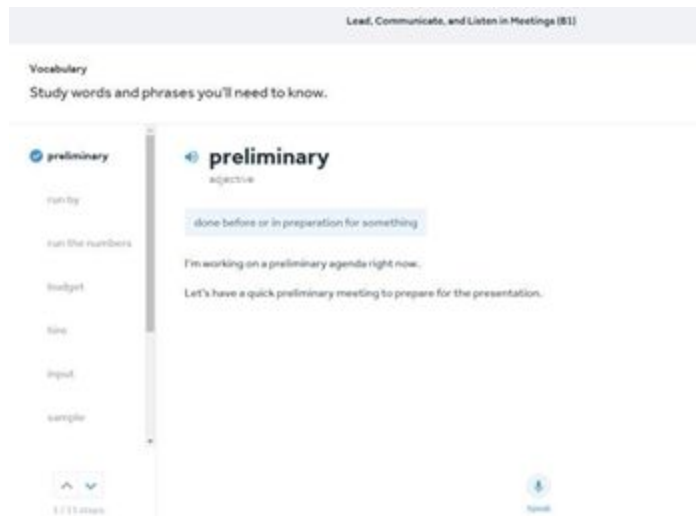 Lead, Communicate, and Listen in Meetings (B1)
Vocabulary
Study words and phrases you'll need to know.
preliminary
run by
run the numbers
budget
hire
input
sample
preliminary
adjective
done before or in preparation for something
I'm working on a preliminary agenda right now.
Let's have a quick preliminary meeting to prepare for the presentation.
Speak